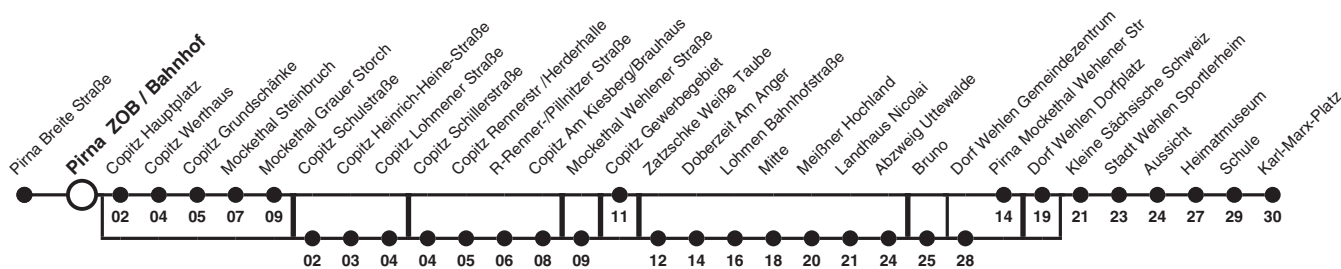 Pirna Breite Straße
Pirna ZOB / Bahnhof
Copitz Hauptplatz
Copitz Werthaus
Copitz Grundschänke
Mockethal Steinbruch
Mockethal Grauer Storch
Copitz Schulstraße
Copitz Heinrich-Heine-Straße
Copitz Lohmener Straße
Copitz Schillerstraße
Copitz Rennerstr /Herderhalle
R-Renner-/Pillnitzer Straße
Copitz Am Kiesberg/Brauhaus
Mockethal Wehlener Straße
Copitz Gewerbegebiet
Zatzschke Weiße Taube
Doberzeit Am Anger
Lohmen Bahnhofstraße
Mitte
Meißner Hochland
Landhaus Nicolai
Abzweig Uttewalde
Bruno
Dorf Wehlen Gemeindezentrum
Pirna Mockethal Wehlener Str
Dorf Wehlen Dorfplatz
Kleine Sächsische Schweiz
Stadt Wehlen Sportlerheim
Aussicht
Heimatmuseum
Schule
Karl-Marx-Platz
02 04 05 07 09 11 14 19 21 23 24 27 29 30
02 03 04 04 05 06 08 09 12 14 16 18 20 21 24 25 28